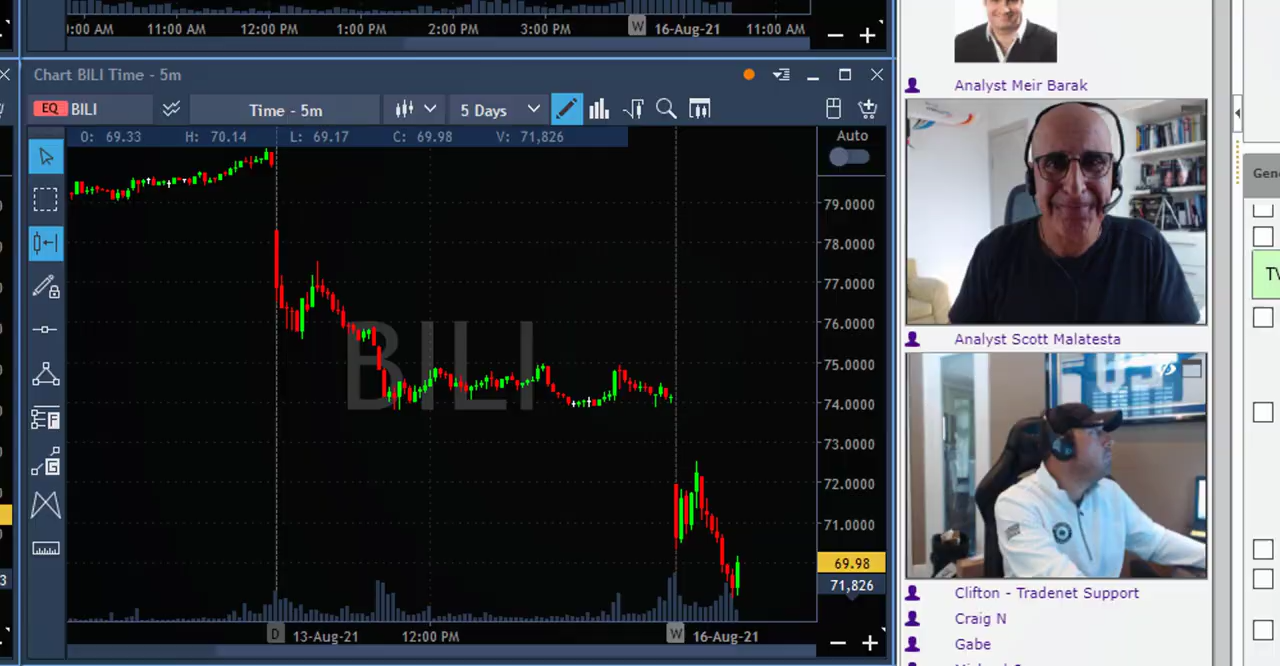 :00 AM 11:00 AM 12:00 PM 1:00 PM 2:00 PM 3:00 PM W 16-Aug-21 11:00 AM
Chart BILI Time - 5m
EQ BILI Time - 5m 5 Days
O: 69.33 H: 70.14 L: 69.17 C: 69.98 V: 71,826
Auto
79.0000
78.0000
77.0000
76.0000
75.0000
74.0000
73.0000
72.0000
71.0000
69.98
71,826
BILI
F
G
D 13-Aug-21 12:00 PM W 16-Aug-21
Analyst Meir Barak
Analyst Scott Malatesta
Clifton - Tradenet Support
Craig N
Gabe
Gen
TV
3